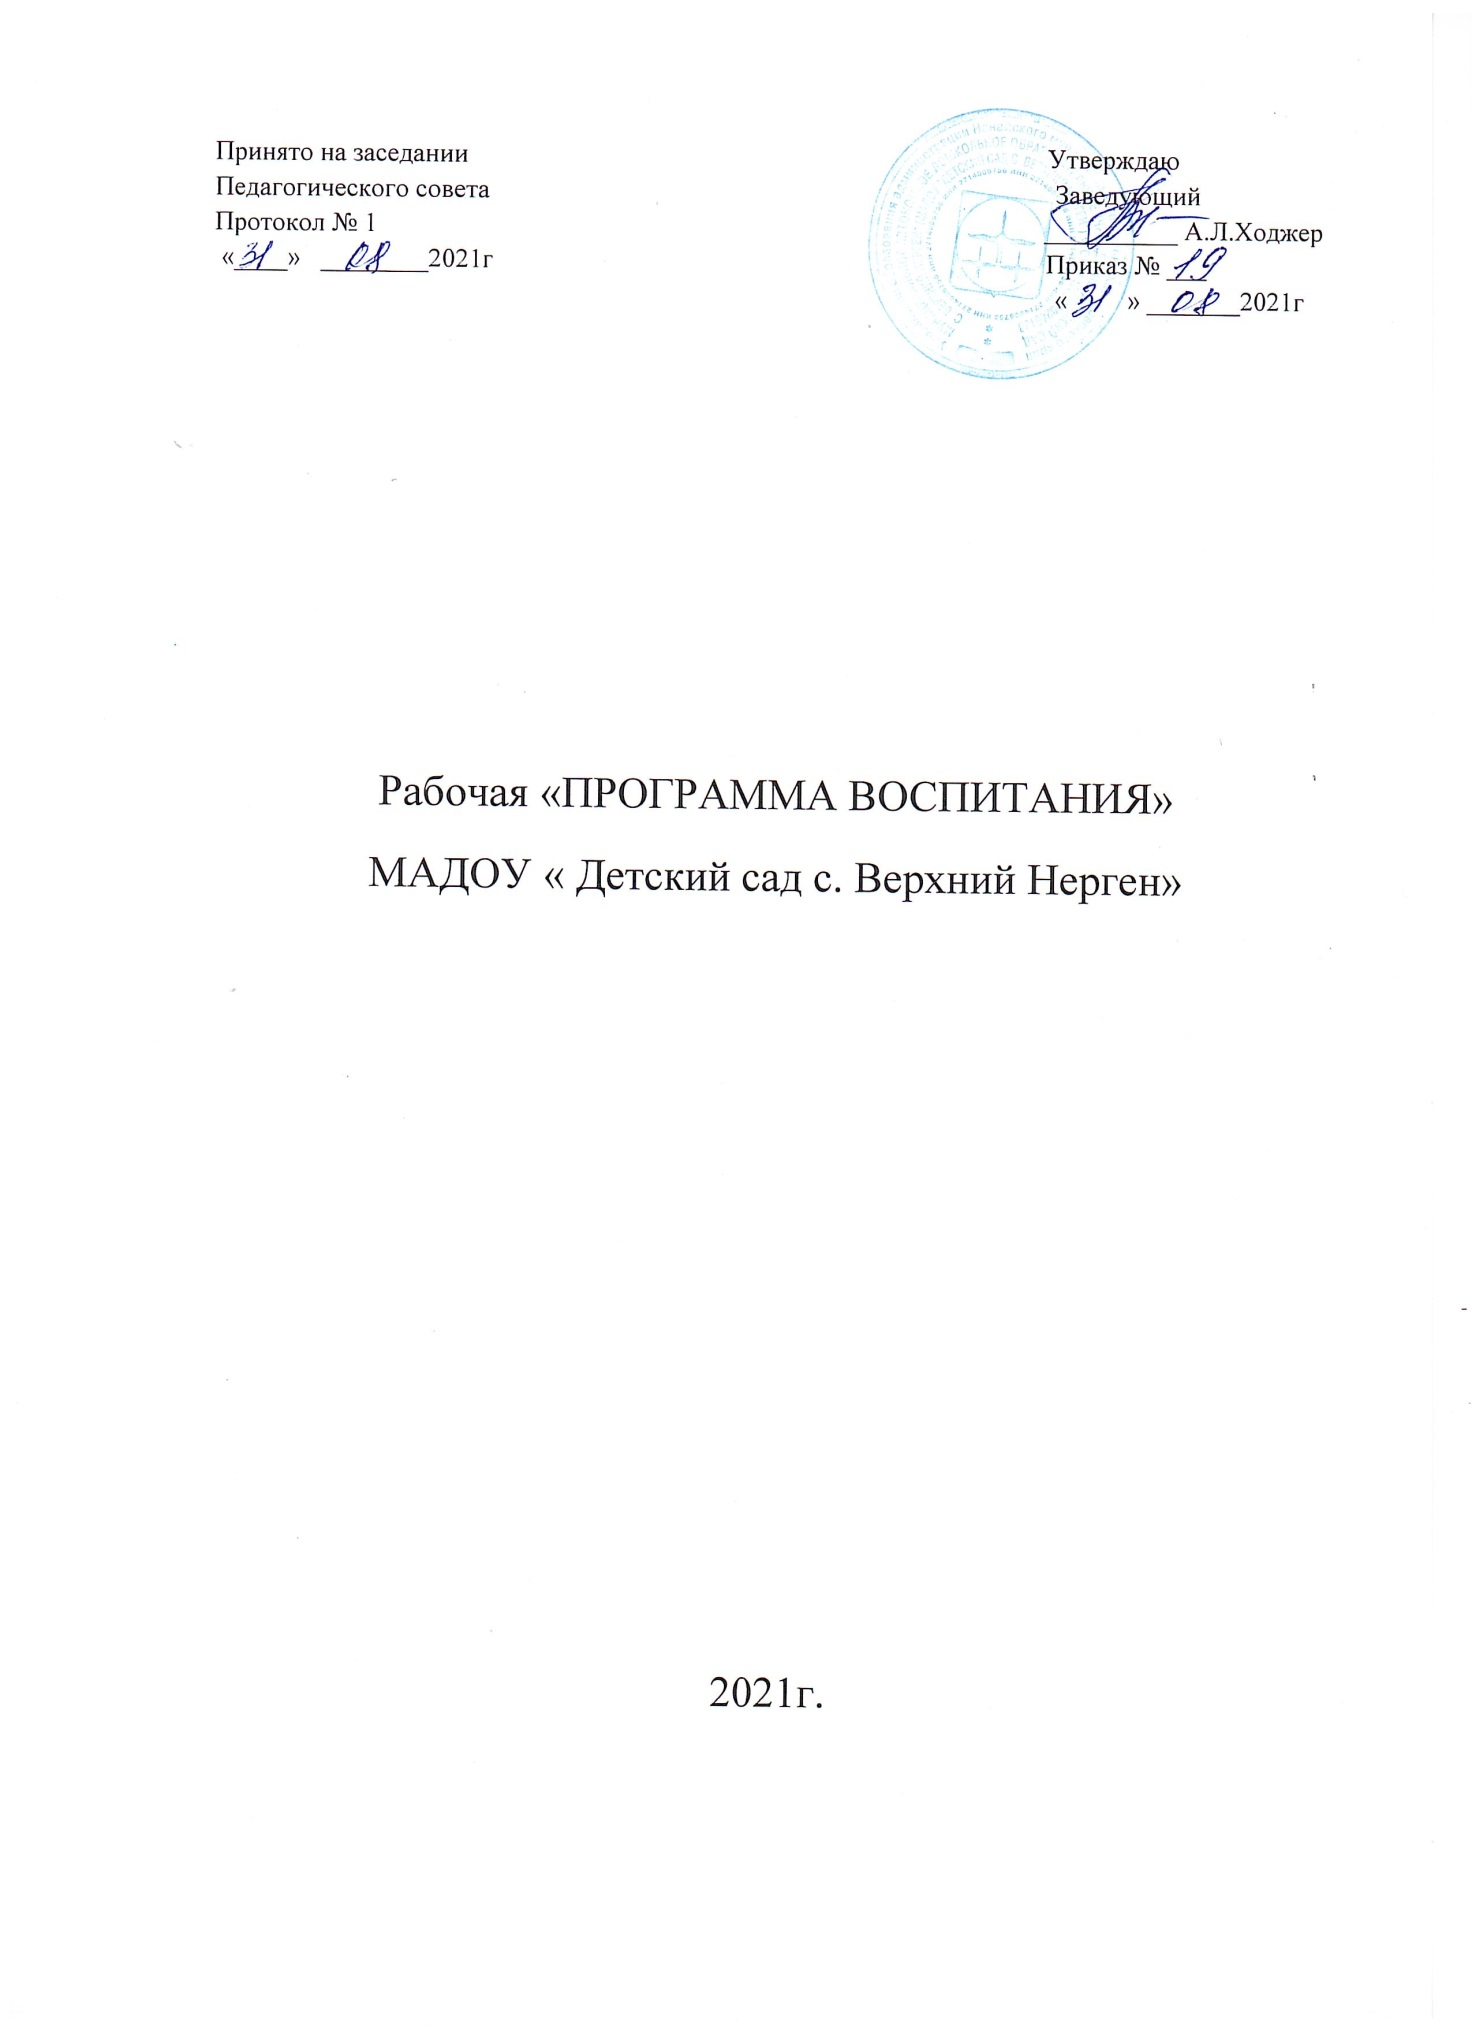 Принято на заседании
Педагогического совета
Протокол № 1
«31» 08 2021г
Утверждаю
Заведующий
А.Л.Ходжер
Приказ № 19
«31» 08 2021г
Рабочая «ПРОГРАММА ВОСПИТАНИЯ»
МАДОУ « Детский сад с. Верхний Нерген»
2021г.